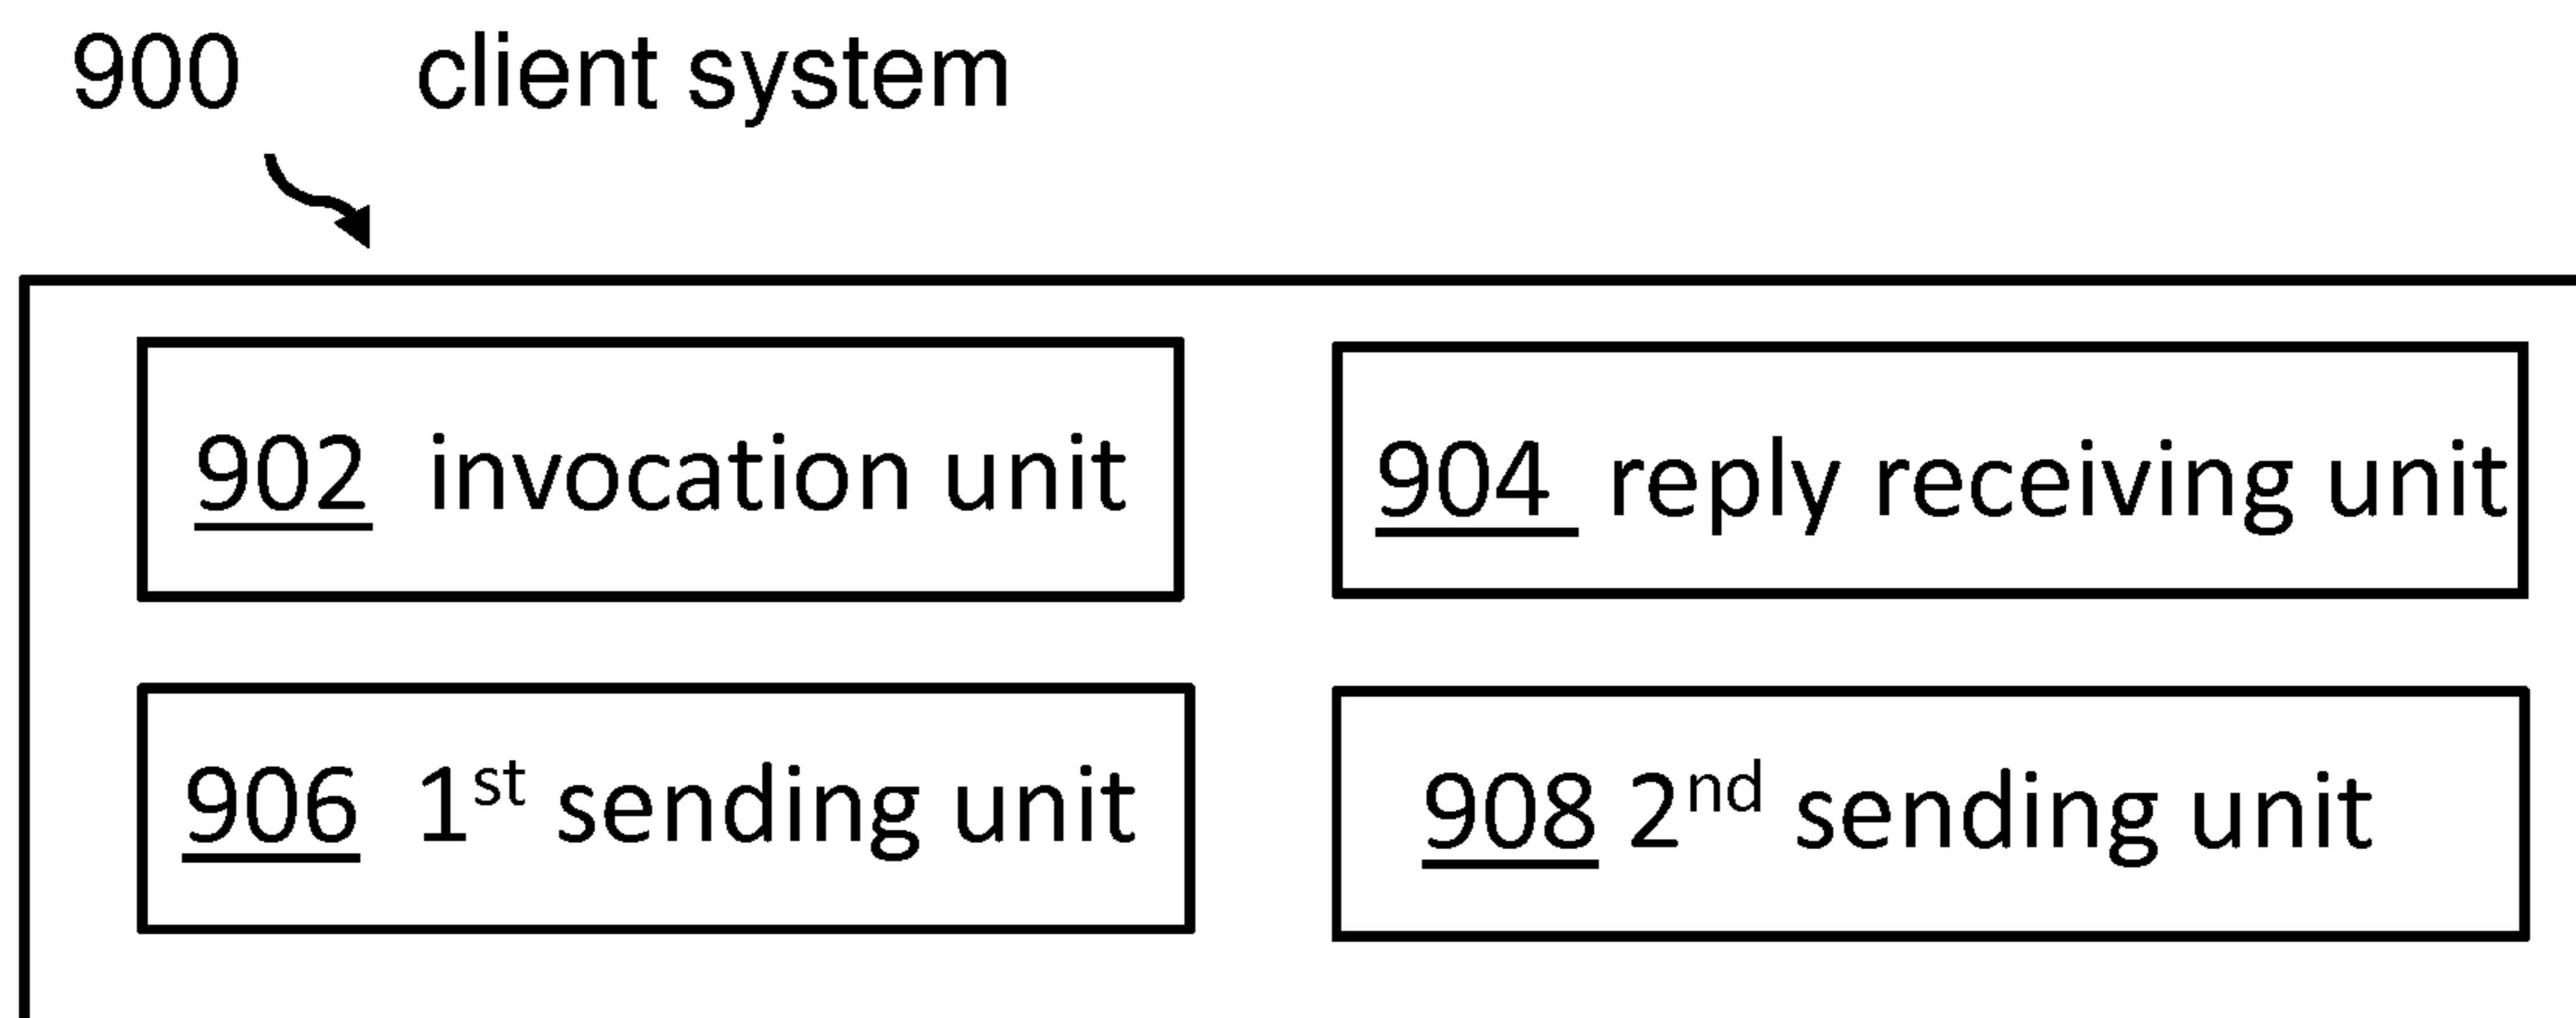 900 client system
902 invocation unit
904 reply receiving unit
906 1st sending unit
908 2nd sending unit